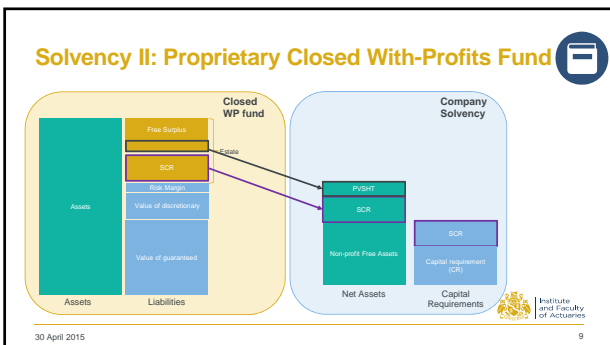 Solvency II: Proprietary Closed With-Profits Fund
Closed
WP fund
Company
Solvency
Free Surplus
Estate
SCR
Risk Margin
Assets
Value of discretionary
Value of guaranteed
Assets
Liabilities
PVSHT
SCR
Non-profit Free Assets
SCR
Capital requirement
(CR)
Net Assets
Capital
Requirements
Institute
and Faculty
of Actuaries
30 April 2015
9